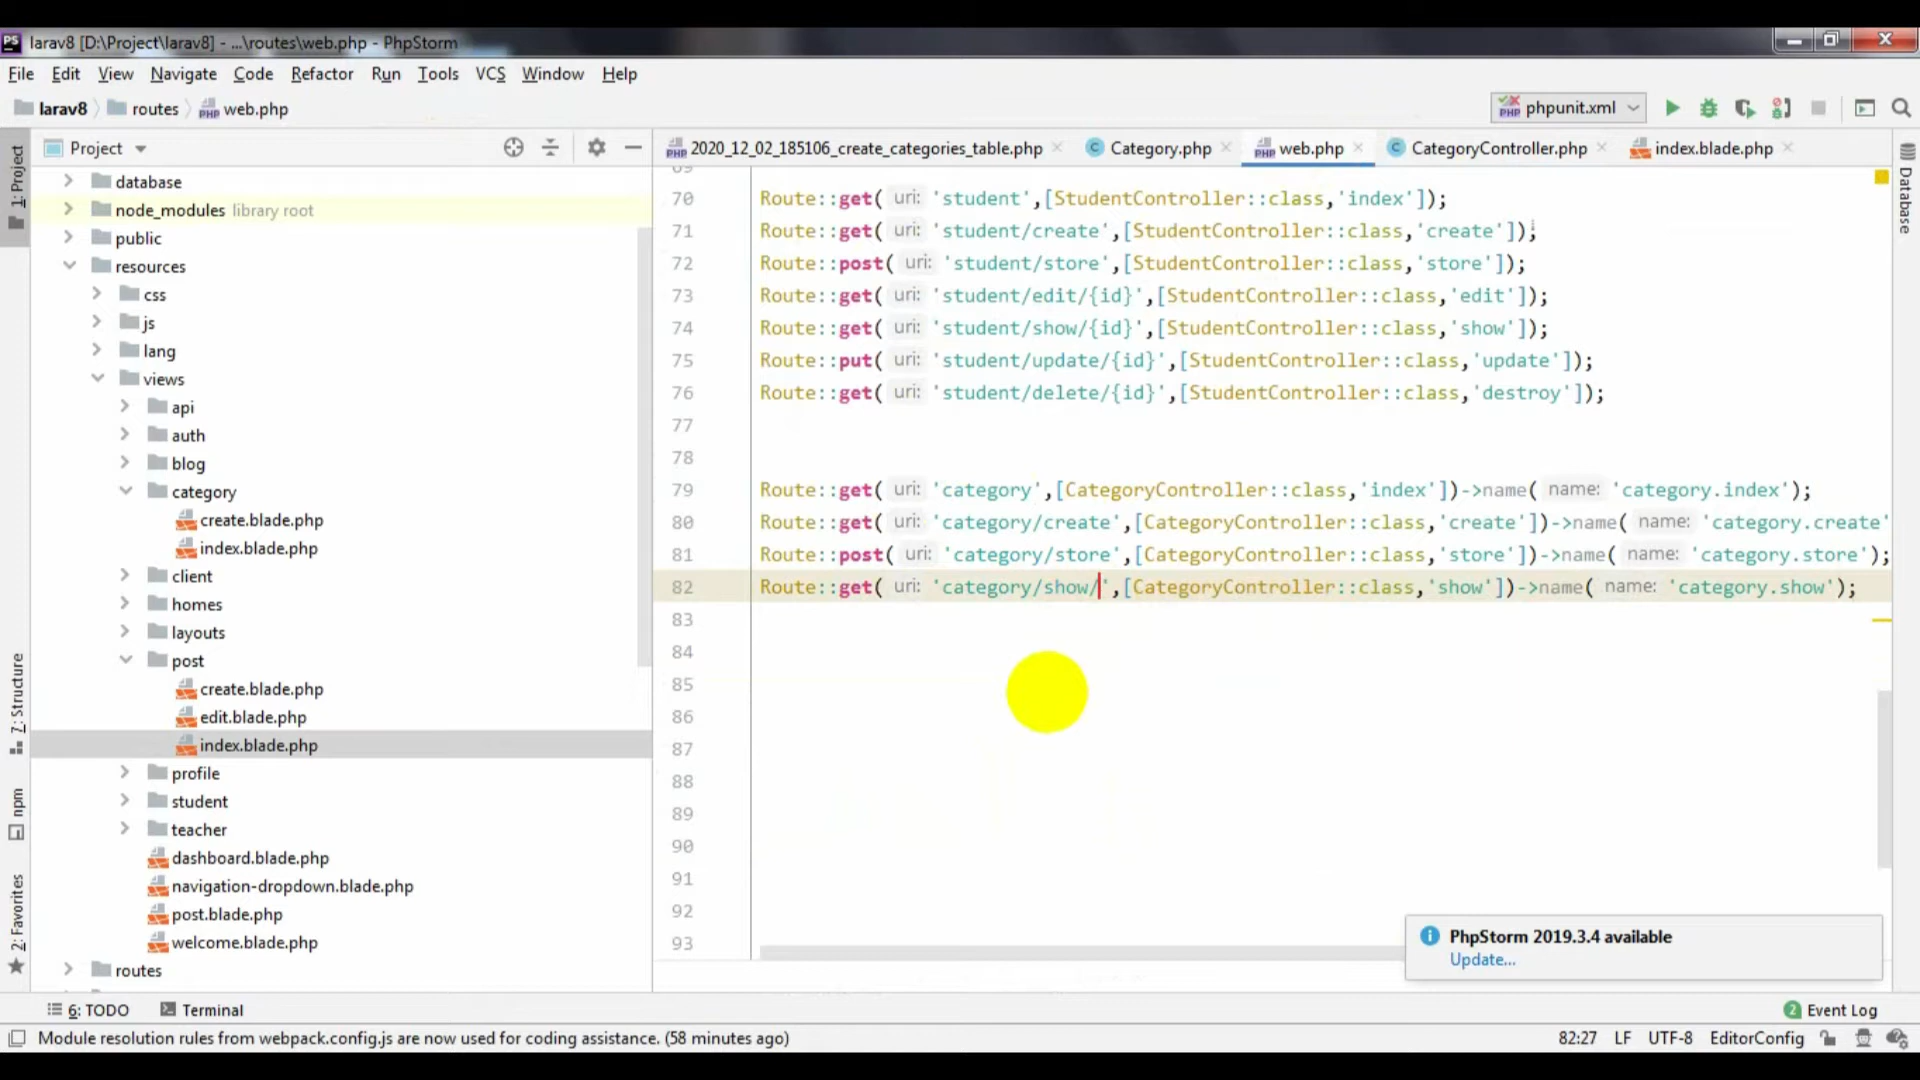 larav8 [D:\Project\larav8] - ...\routes\web.php - PhpStorm
File Edit View Navigate Code Refactor Run Tools VCS Window Help
larav8 routes web.php phpunit.xml
1: Project
Project
2020_12_02_185106_create_categories_table.php Category.php web.php CategoryController.php index.blade.php
Database
database
node_modules library root
public
resources
css
js
lang
views
api
auth
blog
category
create.blade.php
index.blade.php
client
homes
layouts
post
create.blade.php
edit.blade.php
index.blade.php
profile
student
teacher
dashboard.blade.php
navigation-dropdown.blade.php
post.blade.php
welcome.blade.php
routes
69
70 Route::get( uri: 'student',[StudentController::class,'index']);
71 Route::get( uri: 'student/create',[StudentController::class,'create']);
72 Route::post( uri: 'student/store',[StudentController::class,'store']);
73 Route::get( uri: 'student/edit/{id}',[StudentController::class,'edit']);
74 Route::get( uri: 'student/show/{id}',[StudentController::class,'show']);
75 Route::put( uri: 'student/update/{id}',[StudentController::class,'update']);
76 Route::get( uri: 'student/delete/{id}',[StudentController::class,'destroy']);
77
78
79 Route::get( uri: 'category',[CategoryController::class,'index'])->name( name: 'category.index');
80 Route::get( uri: 'category/create',[CategoryController::class,'create'])->name( name: 'category.create'
81 Route::post( uri: 'category/store',[CategoryController::class,'store'])->name( name: 'category.store');
82 Route::get( uri: 'category/show/',[CategoryController::class,'show'])->name( name: 'category.show');
83
84
85
86
87
88
89
90
91
92
93
7: Structure
npm
2: Favorites
PhpStorm 2019.3.4 available
Update...
6: TODO Terminal 2 Event Log
Module resolution rules from webpack.config.js are now used for coding assistance. (58 minutes ago) 82:27 LF UTF-8 EditorConfig